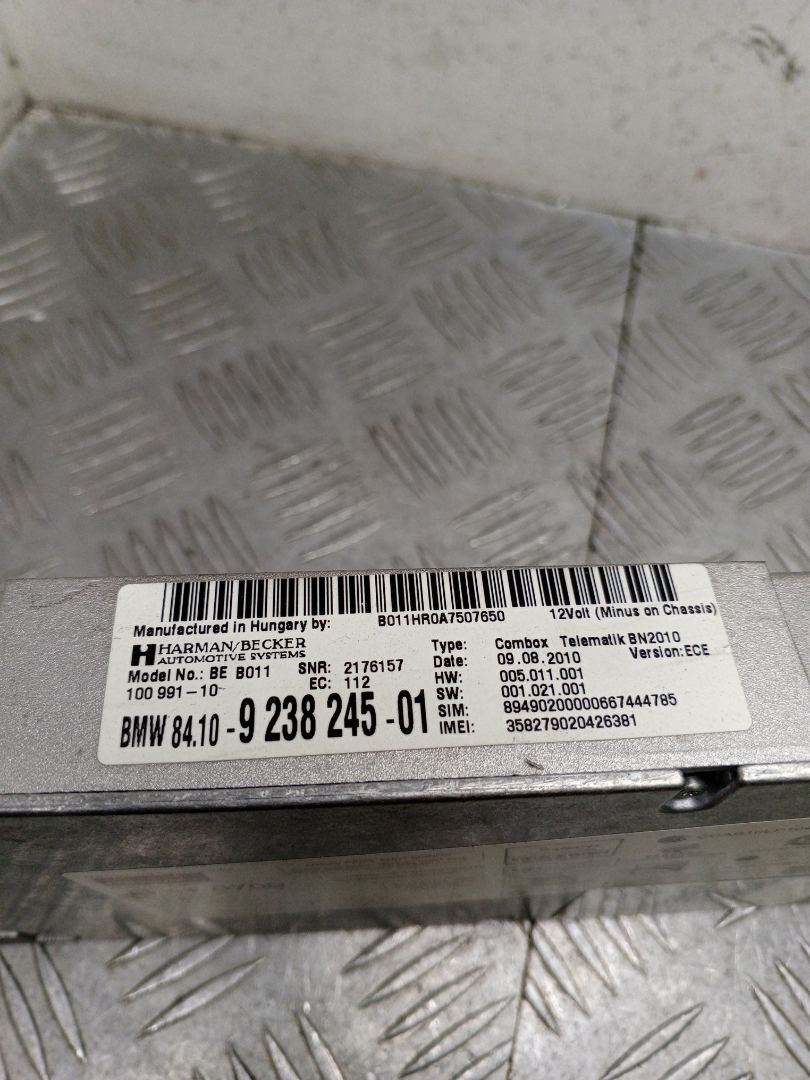 B011HR0A7507650
Manufactured in Hungary by: 12Volt (Minus on Chassis)
HARMAN/BECKER
AUTOMOTIVE SYSTEMS
Model No.: BE B011 SNR: 2176157
100 991-10 EC: 112
BMW 84.10 -9 238 245 -01
Type: Combox Telematik BN2010
Date: 09.08.2010 Version: ECE
HW: 005.011.001
SW: 001.021.001
SIM: 89490200000667444785
IMEI: 358279020426381